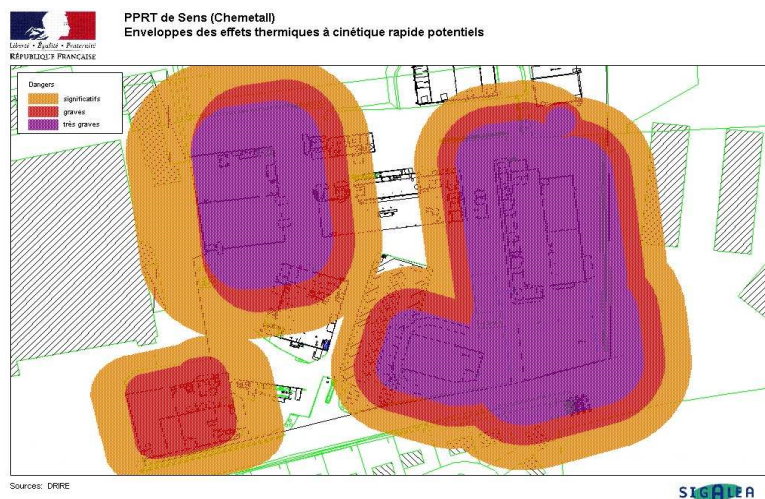 PPRT de Sens (Chemetall)
Enveloppes des effets thermiques à cinétique rapide potentiels
Liberté • Égalité • Fraternité
RÉPUBLIQUE FRANÇAISE
Dangers
significatifs
graves
très graves
Sources: DRIRE
SIGALEA